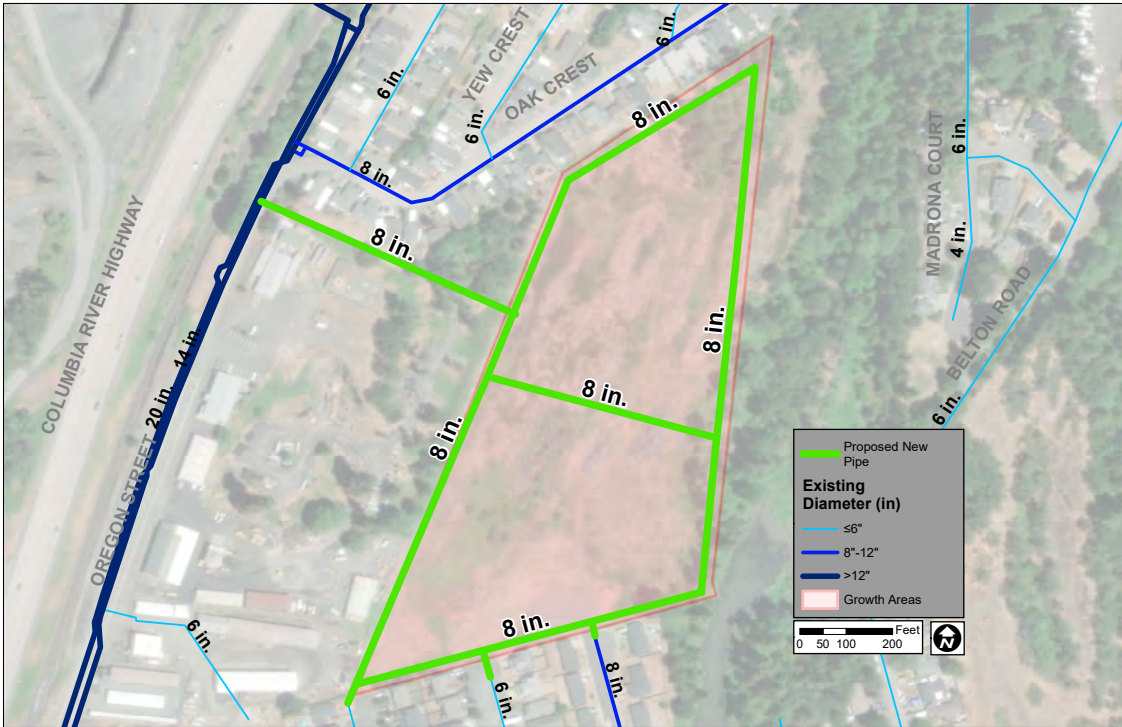 6 in.
YEW CREST
OAK CREST
6 in.
6 in.
8 in.
8 in.
8 in.
COLUMBIA RIVER HIGHWAY
MADRONA COURT
6 in.
4 in.
BELTON ROAD
6 in.
14 in.
20 in.
OREGON STREET
8 in.
8 in.
8 in.
8 in.
6 in.
6 in.
8 in.
Proposed New
Pipe
Existing
Diameter (in)
≤6"
8"-12"
>12"
Growth Areas
Feet
0 50 100 200
N